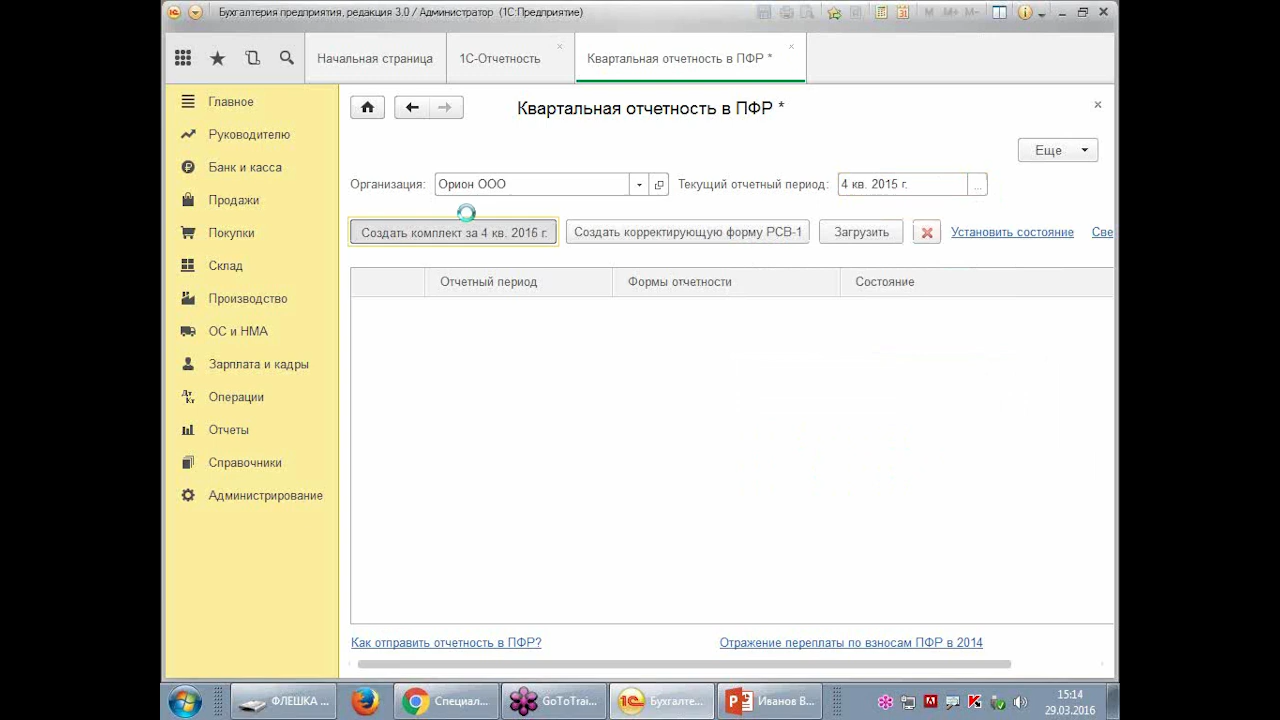 Бухгалтерия предприятия, редакция 3.0 / Администратор (1С:Предприятие)
M M+ M−
Начальная страница
1С-Отчетность
Квартальная отчетность в ПФР *
Главное
Руководителю
Банк и касса
Продажи
Покупки
Склад
Производство
ОС и НМА
Зарплата и кадры
Дт Кт Операции
Отчеты
Справочники
Администрирование
Квартальная отчетность в ПФР *
Еще
Организация: Орион ООО Текущий отчетный период: 4 кв. 2015 г. ...
Создать комплект за 4 кв. 2016 г. Создать корректирующую форму РСВ-1 Загрузить Установить состояние Све
Отчетный период Формы отчетности Состояние
Как отправить отчетность в ПФР? Отражение переплаты по взносам ПФР в 2014
ФЛЕШКА ... Специал... GoToTrai... Бухгалте... Иванов В...
15:14
29.03.2016